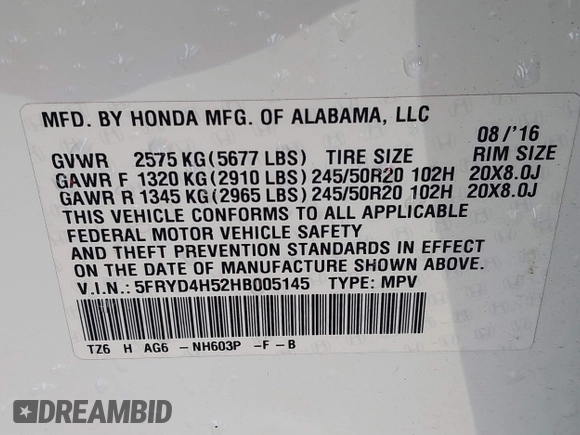 MFD. BY HONDA MFG. OF ALABAMA, LLC
08/'16
GVWR 2575 KG(5677 LBS) TIRE SIZE RIM SIZE
GAWR F 1320 KG(2910 LBS) 245/50R20 102H 20X8.0J
GAWR R 1345 KG(2965 LBS) 245/50R20 102H 20X8.0J
THIS VEHICLE CONFORMS TO ALL APPLICABLE
FEDERAL MOTOR VEHICLE SAFETY
AND THEFT PREVENTION STANDARDS IN EFFECT
ON THE DATE OF MANUFACTURE SHOWN ABOVE.
V.I.N.: 5FRYD4H52HB005145 TYPE: MPV
TZ6 H AG6 -NH603P -F -B
DREAMBID